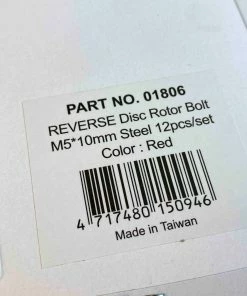 PART NO. 01806
REVERSE Disc Rotor Bolt
M5*10mm Steel 12pcs/set
Color : Red
4 717480 150946
Made in Taiwan